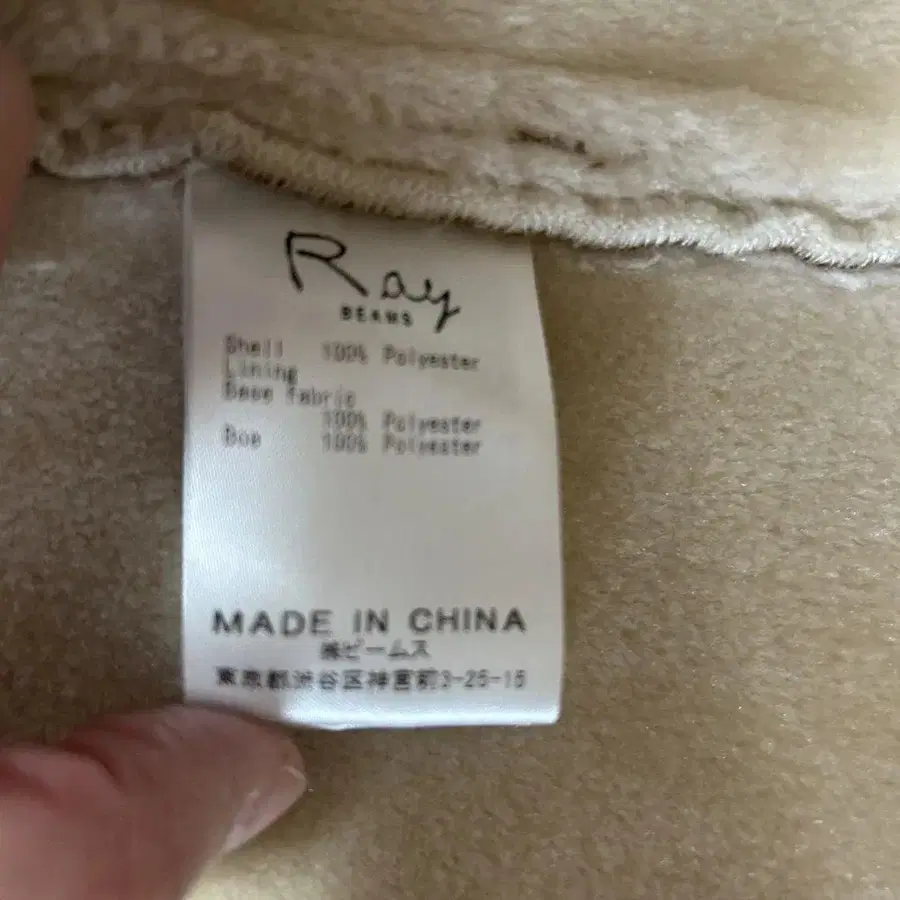 Ray
BEAMS
Shell 100% Polyester
Lining
Base fabric
100% Polyester
Boa 100% Polyester
MADE IN CHINA
㈱ビームス
東京都渋谷区神宮前3-25-15